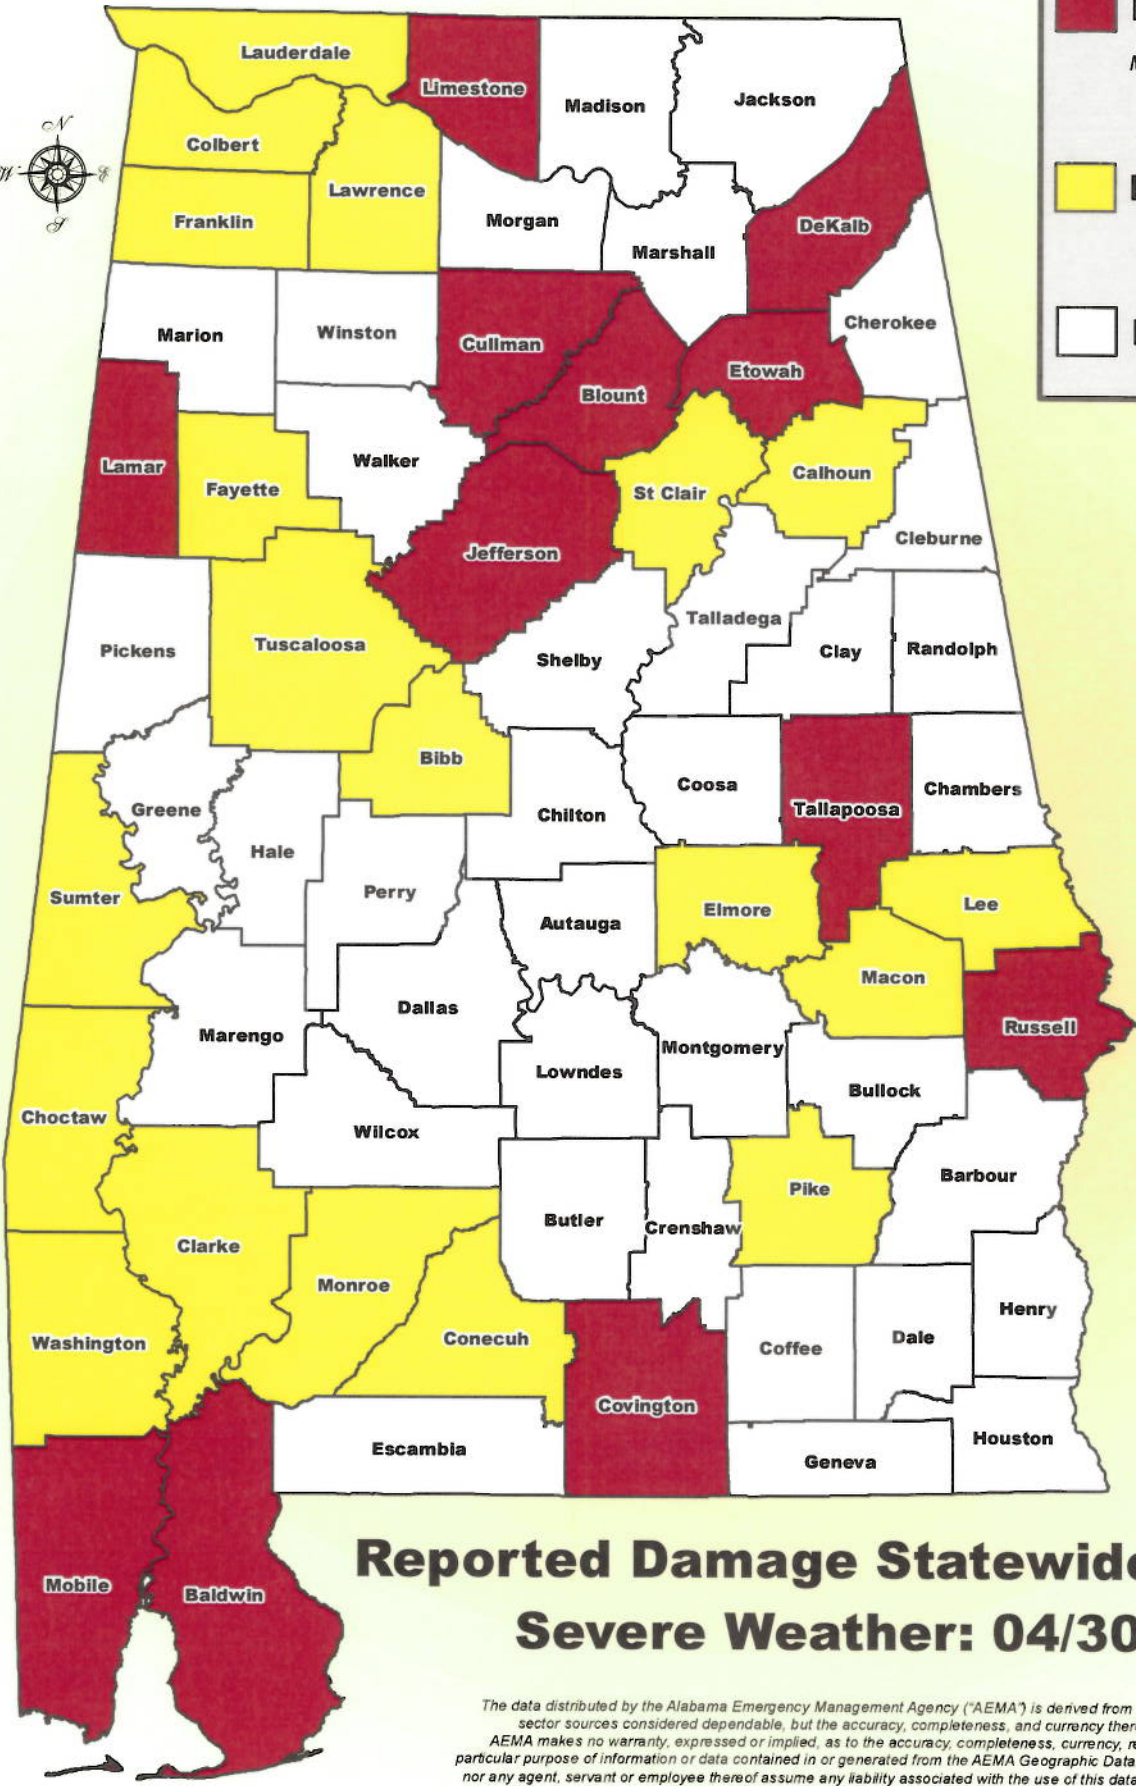 N
W
E
S
Lauderdale
Limestone
Madison
Jackson
Colbert
Lawrence
Franklin
Morgan
Marshall
DeKalb
Marion
Winston
Cullman
Cherokee
Blount
Etowah
Lamar
Fayette
Walker
St Clair
Calhoun
Jefferson
Cleburne
Pickens
Tuscaloosa
Shelby
Talladega
Clay
Randolph
Bibb
Greene
Hale
Chilton
Coosa
Tallapoosa
Chambers
Sumter
Perry
Autauga
Elmore
Lee
Macon
Dallas
Marengo
Lowndes
Montgomery
Russell
Bullock
Choctaw
Wilcox
Clarke
Pike
Barbour
Butler
Crenshaw
Monroe
Washington
Conecuh
Coffee
Dale
Henry
Covington
Escambia
Geneva
Houston
Mobile
Baldwin
Reported Damage Statewide
Severe Weather: 04/30
The data distributed by the Alabama Emergency Management Agency ("AEMA") is derived from
sector sources considered dependable, but the accuracy, completeness, and currency
AEMA makes no warranty, expressed or implied, as to the accuracy, completeness, currency,
particular purpose of information or data contained in or generated from the AEMA Geographic Data
nor any agent, servant or employee thereof assume any liability associated with the use of this data